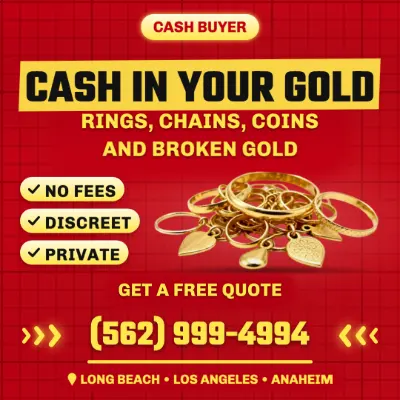 CASH BUYER
CASH IN YOUR GOLD
RINGS, CHAINS, COINS
AND BROKEN GOLD
✓ NO FEES
✓ DISCREET
✓ PRIVATE
GET A FREE QUOTE
(562) 999-4994
LONG BEACH • LOS ANGELES • ANAHEIM